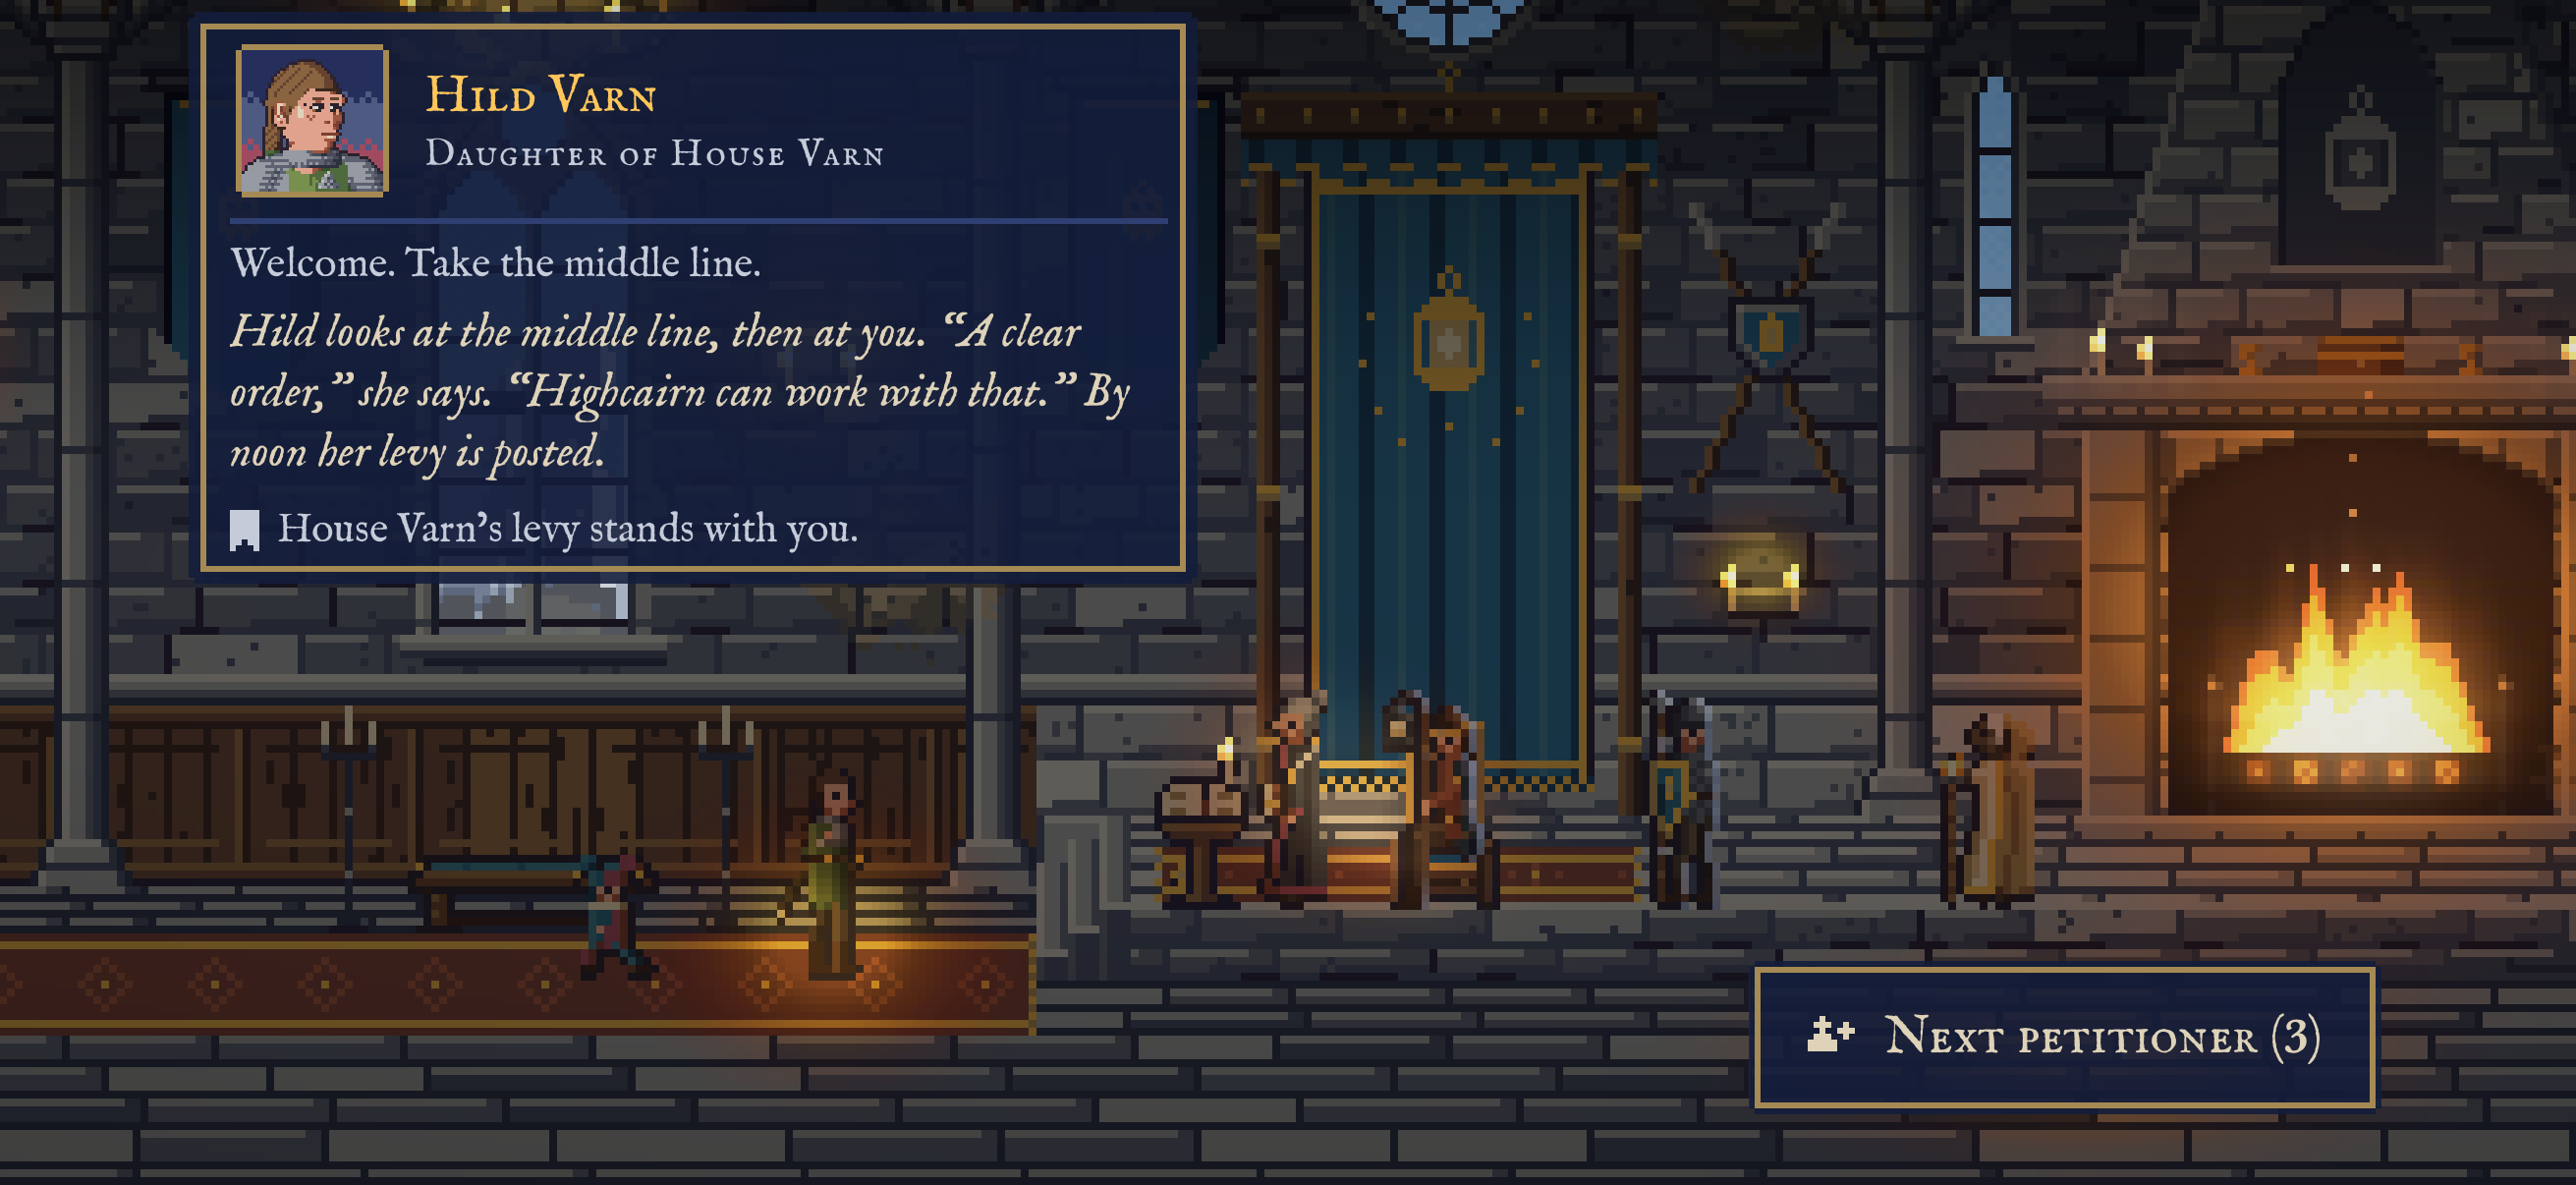 Hild Varn
Daughter of House Varn
Welcome. Take the middle line.
Hild looks at the middle line, then at you. “A clear
order,” she says. “Highcairn can work with that.” By
noon her levy is posted.
House Varn’s levy stands with you.
Next petitioner (3)